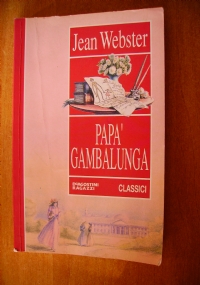 Jean Webster
PAPA'
GAMBALUNGA
DEAGOSTINI
RAGAZZI
CLASSICI